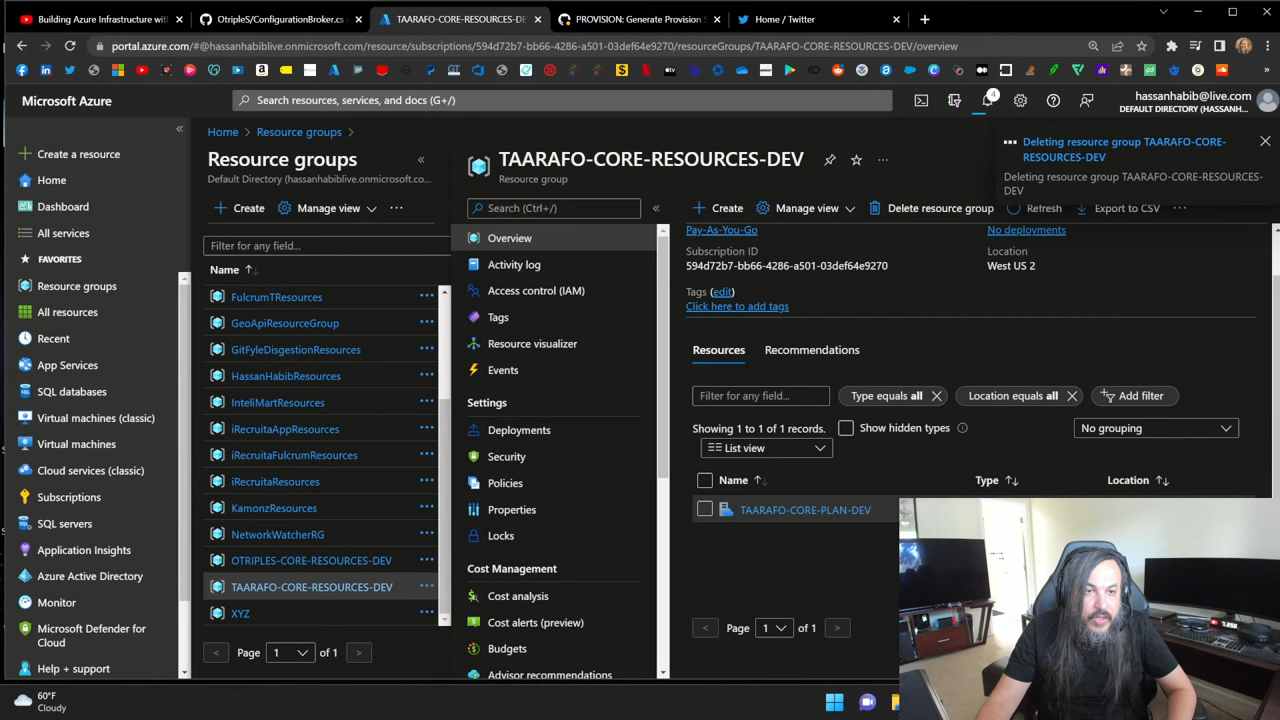 Building Azure Infrastructure with
OtripleS/ConfigurationBroker.cs a
TAARAFO-CORE-RESOURCES-DE
PROVISION: Generate Provision S
Home / Twitter
portal.azure.com/#@hassanhabiblive.onmicrosoft.com/resource/subscriptions/594d72b7-bb66-4286-a501-03def64e9270/resourceGroups/TAARAFO-CORE-RESOURCES-DEV/overview
Microsoft Azure
Search resources, services, and docs (G+/)
4
hassanhabib@live.com
DEFAULT DIRECTORY (HASSANH...
Create a resource
Home
Dashboard
All services
FAVORITES
Resource groups
All resources
Recent
App Services
SQL databases
Virtual machines (classic)
Virtual machines
Cloud services (classic)
Subscriptions
SQL servers
Application Insights
Azure Active Directory
Monitor
Microsoft Defender for
Cloud
Help + support
Home > Resource groups >
Resource groups
Default Directory (hassanhabiblive.onmicrosoft.co...
Create
Manage view
Filter for any field...
Name
FulcrumTResources
GeoApiResourceGroup
GitFyleDisgestionResources
HassanHabibResources
InteliMartResources
iRecruitaAppResources
iRecruitaFulcrumResources
iRecruitaResources
KamonzResources
NetworkWatcherRG
OTRIPLES-CORE-RESOURCES-DEV
TAARAFO-CORE-RESOURCES-DEV
XYZ
< Page 1 of 1 >
TAARAFO-CORE-RESOURCES-DEV
Resource group
Search (Ctrl+/)
Overview
Activity log
Access control (IAM)
Tags
Resource visualizer
Events
Settings
Deployments
Security
Policies
Properties
Locks
Cost Management
Cost analysis
Cost alerts (preview)
Budgets
Advisor recommendations
Deleting resource group TAARAFO-CORE-
RESOURCES-DEV
Deleting resource group TAARAFO-CORE-RESOURCES-
DEV
Create
Manage view
Delete resource group
Refresh
Export to CSV
Pay-As-You-Go
No deployments
Subscription ID
Location
594d72b7-bb66-4286-a501-03def64e9270
West US 2
Tags (edit)
Click here to add tags
Resources
Recommendations
Filter for any field...
Type equals all
Location equals all
Add filter
Showing 1 to 1 of 1 records.
Show hidden types
No grouping
List view
Name
Type
Location
TAARAFO-CORE-PLAN-DEV
< Page 1 of 1 >
60°F
Cloudy